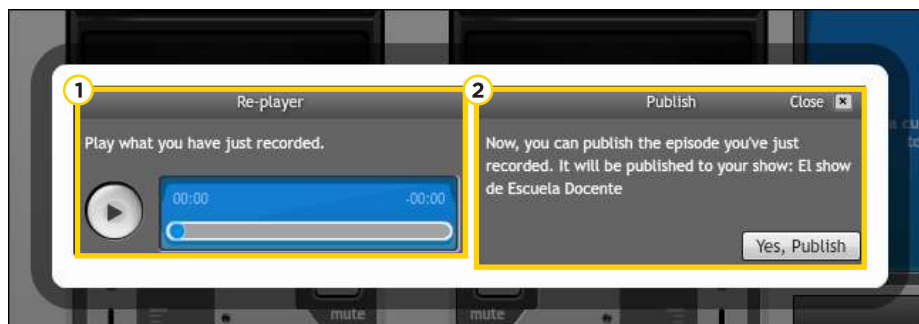 1
Re-player
Play what you have just recorded.
00:00
-00:00
2
Publish
Close
Now, you can publish the episode you've just
recorded. It will be published to your show: El show
de Escuela Docente
Yes, Publish
mute
mute